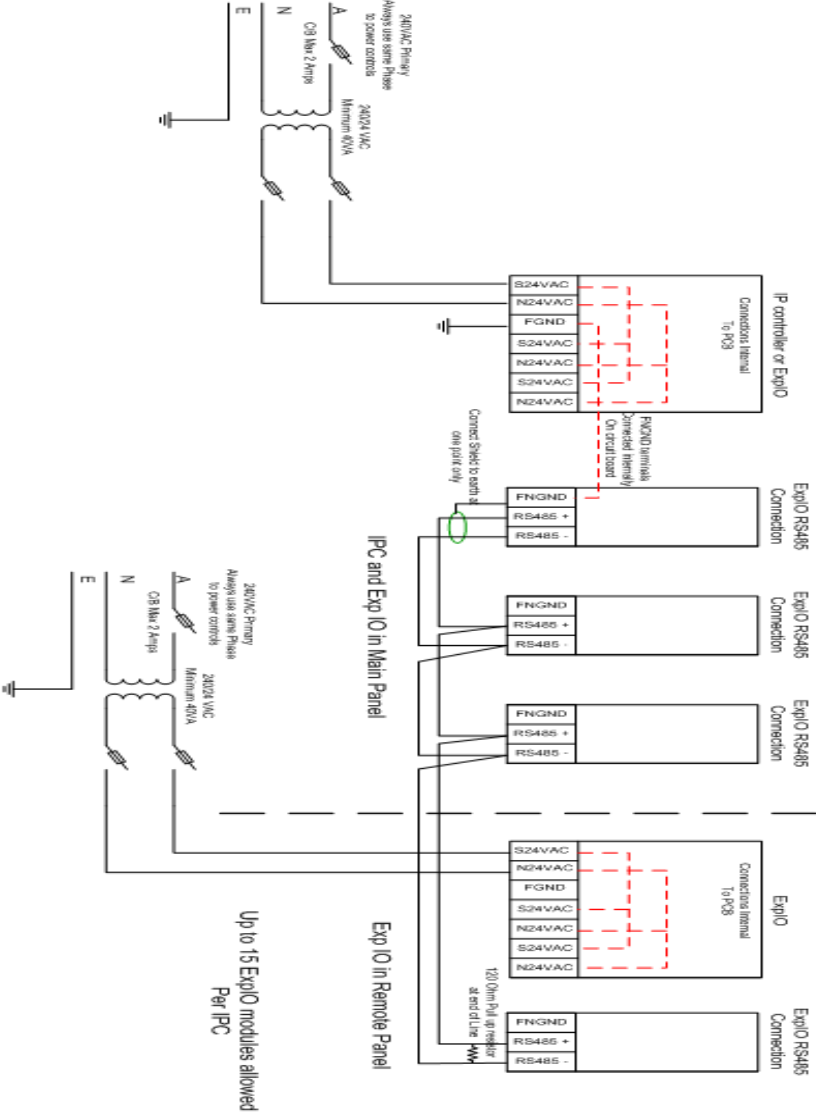 240VAC Primary
Always use same Phase
to power controls
A
N
E
C/B Max 2 Amps
240/24 VAC
Minimum 40VA
IP controller or ExpIO
Connections Internal
To PCB
S24VAC
N24VAC
FGND
S24VAC
N24VAC
S24VAC
N24VAC
FNGND terminals
Connected internally
On circuit board
Connect Shield to earth at
one point only
ExpIO RS485
Connection
FNGND
RS485 +
RS485 -
ExpIO RS485
Connection
FNGND
RS485 +
RS485 -
ExpIO RS485
Connection
FNGND
RS485 +
RS485 -
IPC and Exp IO in Main Panel
240VAC Primary
Always use same Phase
to power controls
A
N
E
C/B Max 2 Amps
240/24 VAC
Minimum 40VA
ExpIO
Connections Internal
To PCB
S24VAC
N24VAC
FGND
S24VAC
N24VAC
S24VAC
N24VAC
ExpIO RS485
Connection
FNGND
RS485 +
RS485 -
120 Ohm Pull up resistor
at end of Line
Exp IO in Remote Panel
Up to 15 ExpIO modules allowed
Per IPC